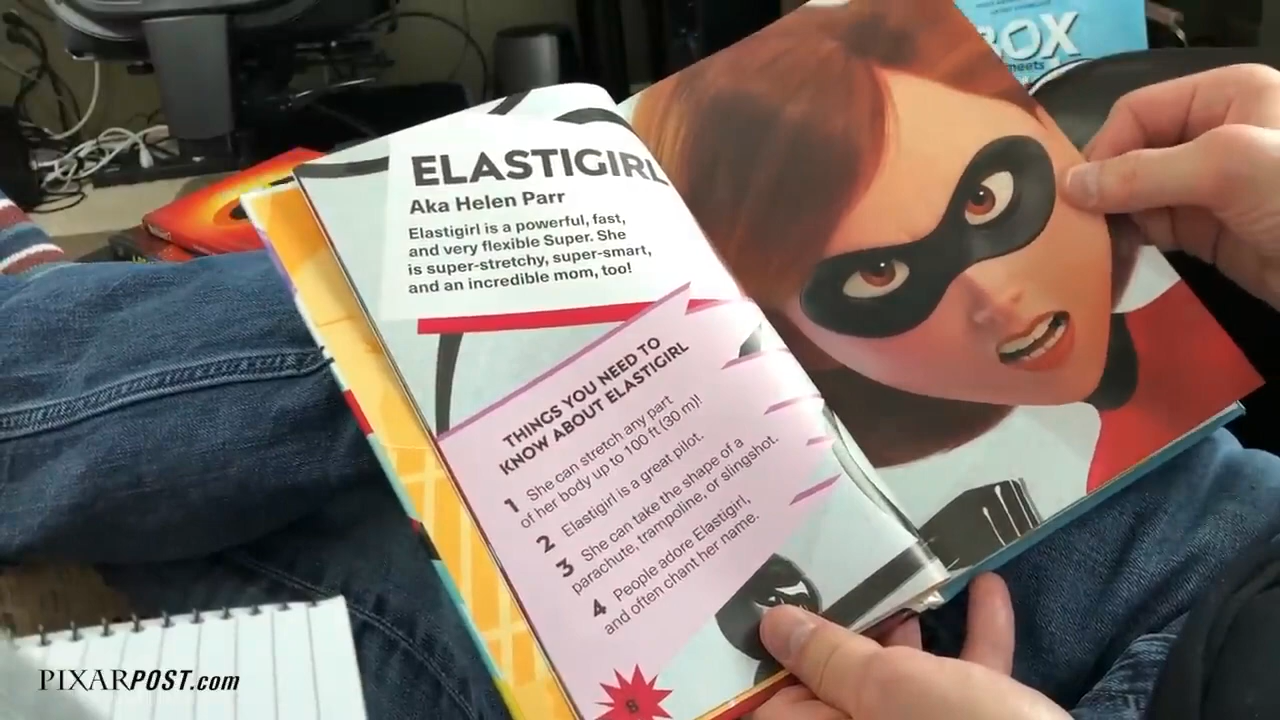 BOX
meets
ELASTIGIRL
Aka Helen Parr
Elastigirl is a powerful, fast,
and very flexible Super. She
is super-stretchy, super-smart,
and an incredible mom, too!
THINGS YOU NEED TO
KNOW ABOUT ELASTIGIRL
1 She can stretch any part
of her body up to 100 ft (30 m)!
2 Elastigirl is a great pilot.
3 She can take the shape of a
parachute, trampoline, or slingshot.
4 People adore Elastigirl,
and often chant her name.
8
PIXARPOST.com